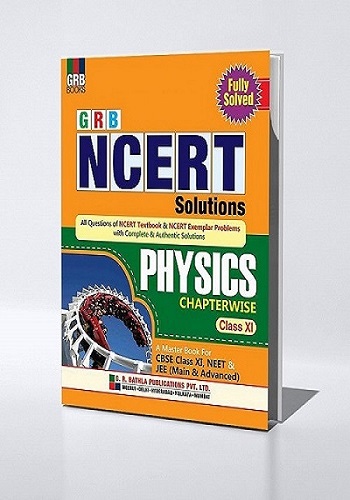 GRB
BOOKS
Fully
Solved
GRB
NCERT
Solutions
All Questions of NCERT Textbook & NCERT Exemplar Problems
with Complete & Authentic Solutions
PHYSICS
CHAPTERWISE
Class XI
A Master Book For
CBSE Class XI, NEET &
JEE (Main & Advanced)
G. R. BATHLA PUBLICATIONS PVT. LTD.